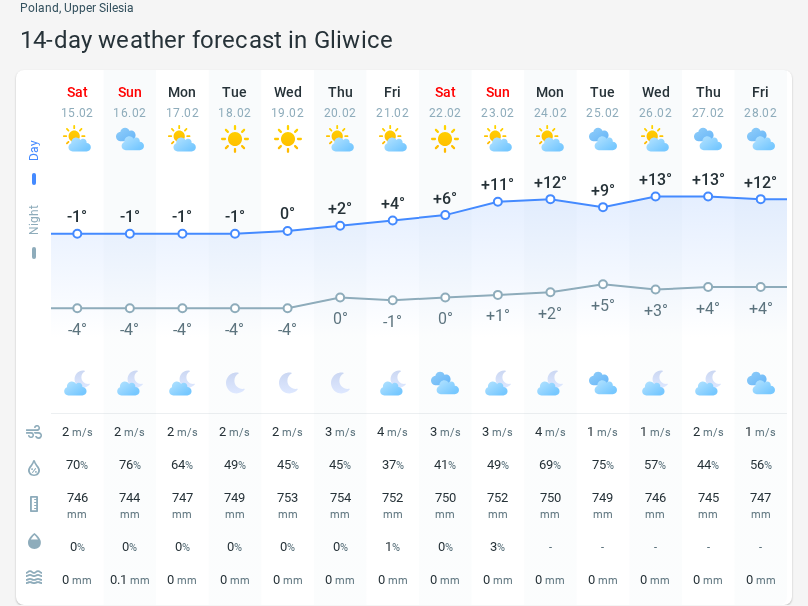 Poland, Upper Silesia
14-day weather forecast in Gliwice
Sat Sun Mon Tue Wed Thu Fri Sat Sun Mon Tue Wed Thu Fri
15.02 16.02 17.02 18.02 19.02 20.02 21.02 22.02 23.02 24.02 25.02 26.02 27.02 28.02
Day
-1° -1° -1° -1° 0° +2° +4° +6° +11° +12° +9° +13° +13° +12°
Night
-4° -4° -4° -4° -4° 0° -1° 0° +1° +2° +5° +3° +4° +4°
2 m/s 2 m/s 2 m/s 2 m/s 2 m/s 3 m/s 4 m/s 3 m/s 3 m/s 4 m/s 1 m/s 1 m/s 2 m/s 1 m/s
70% 76% 64% 49% 45% 45% 37% 41% 49% 69% 75% 57% 44% 56%
746 744 747 749 753 754 752 750 752 750 749 746 745 747
mm mm mm mm mm mm mm mm mm mm mm mm mm mm
0% 0% 0% 0% 0% 0% 1% 0% 3% - - - - -
0 mm 0.1 mm 0 mm 0 mm 0 mm 0 mm 0 mm 0 mm 0 mm 0 mm 0 mm 0 mm 0 mm 0 mm